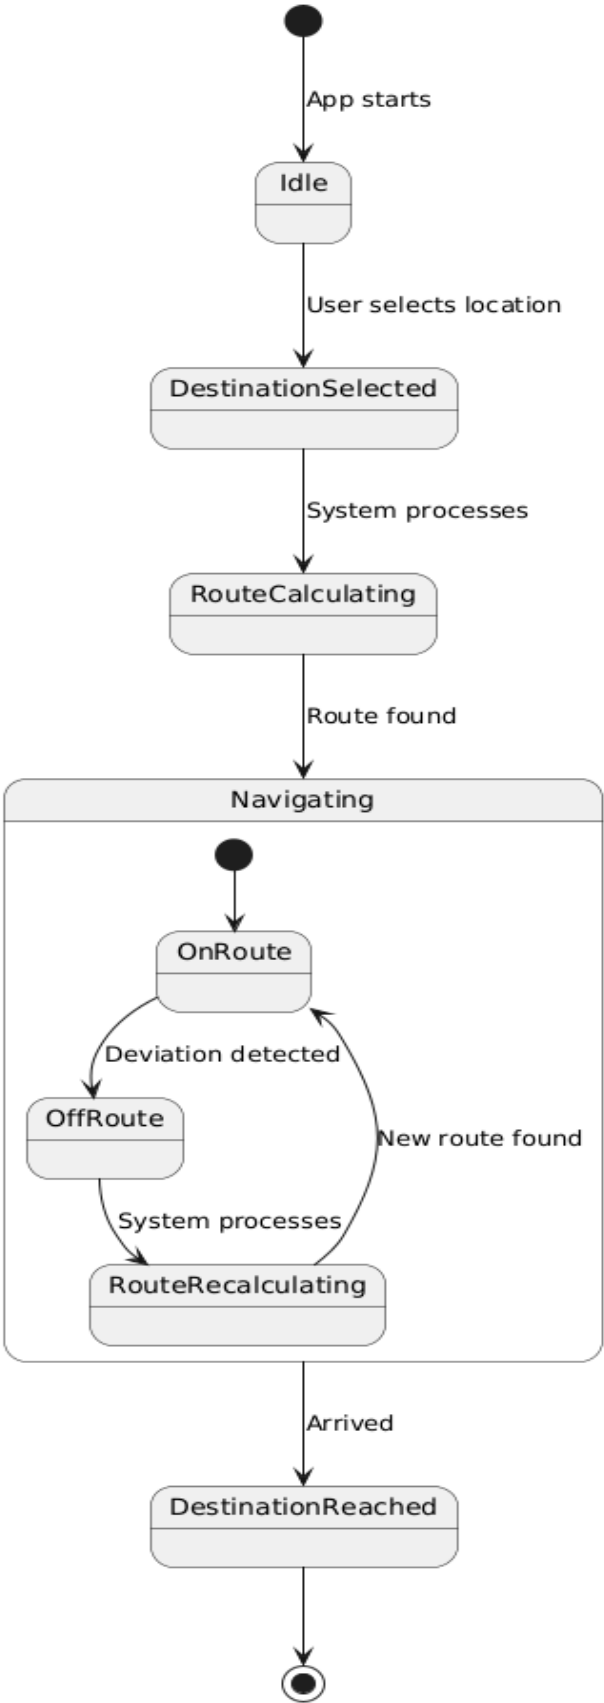 App starts
Idle
User selects location
DestinationSelected
System processes
RouteCalculating
Route found
Navigating
OnRoute
Deviation detected
OffRoute
New route found
System processes
RouteRecalculating
Arrived
DestinationReached